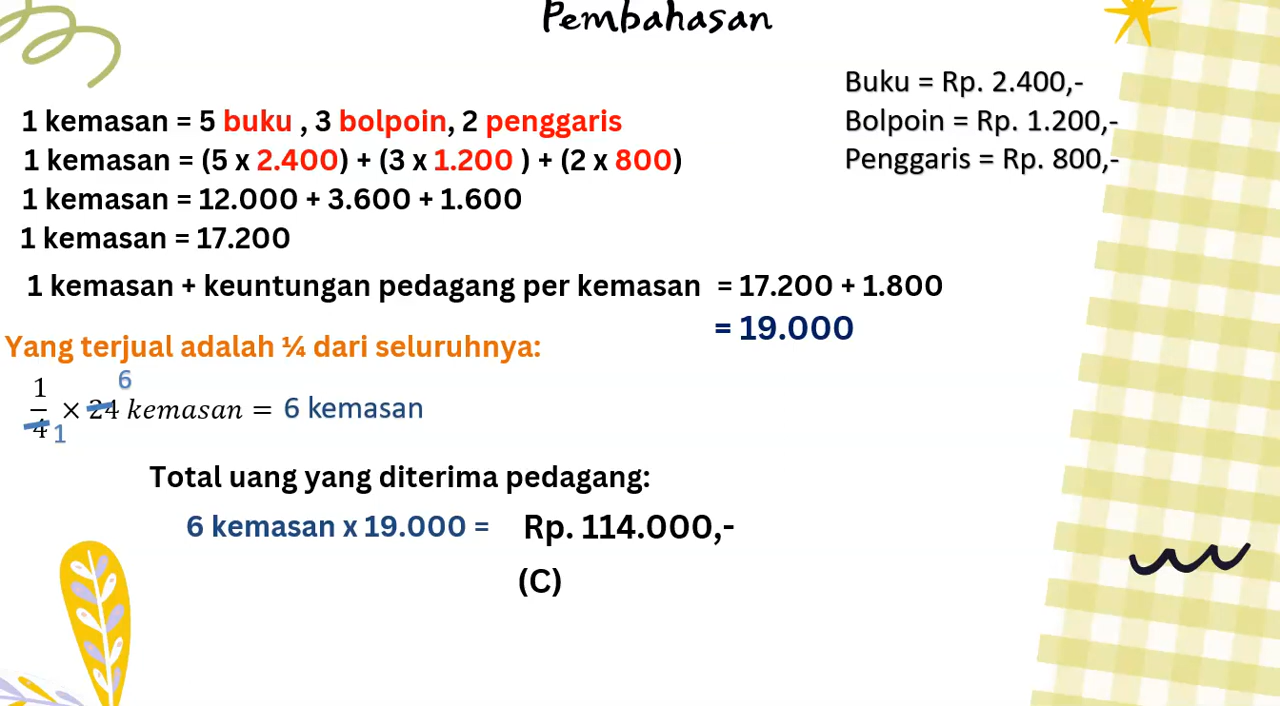 Pembahasan
Buku = Rp. 2.400,-
Bolpoin = Rp. 1.200,-
Penggaris = Rp. 800,-
1 kemasan = 5 buku , 3 bolpoin, 2 penggaris
1 kemasan = (5 x 2.400) + (3 x 1.200 ) + (2 x 800)
1 kemasan = 12.000 + 3.600 + 1.600
1 kemasan = 17.200
1 kemasan + keuntungan pedagang per kemasan = 17.200 + 1.800
= 19.000
Yang terjual adalah ¼ dari seluruhnya:
6
1
× 24 kemasan = 6 kemasan
4 1
Total uang yang diterima pedagang:
6 kemasan x 19.000 = Rp. 114.000,-
(C)